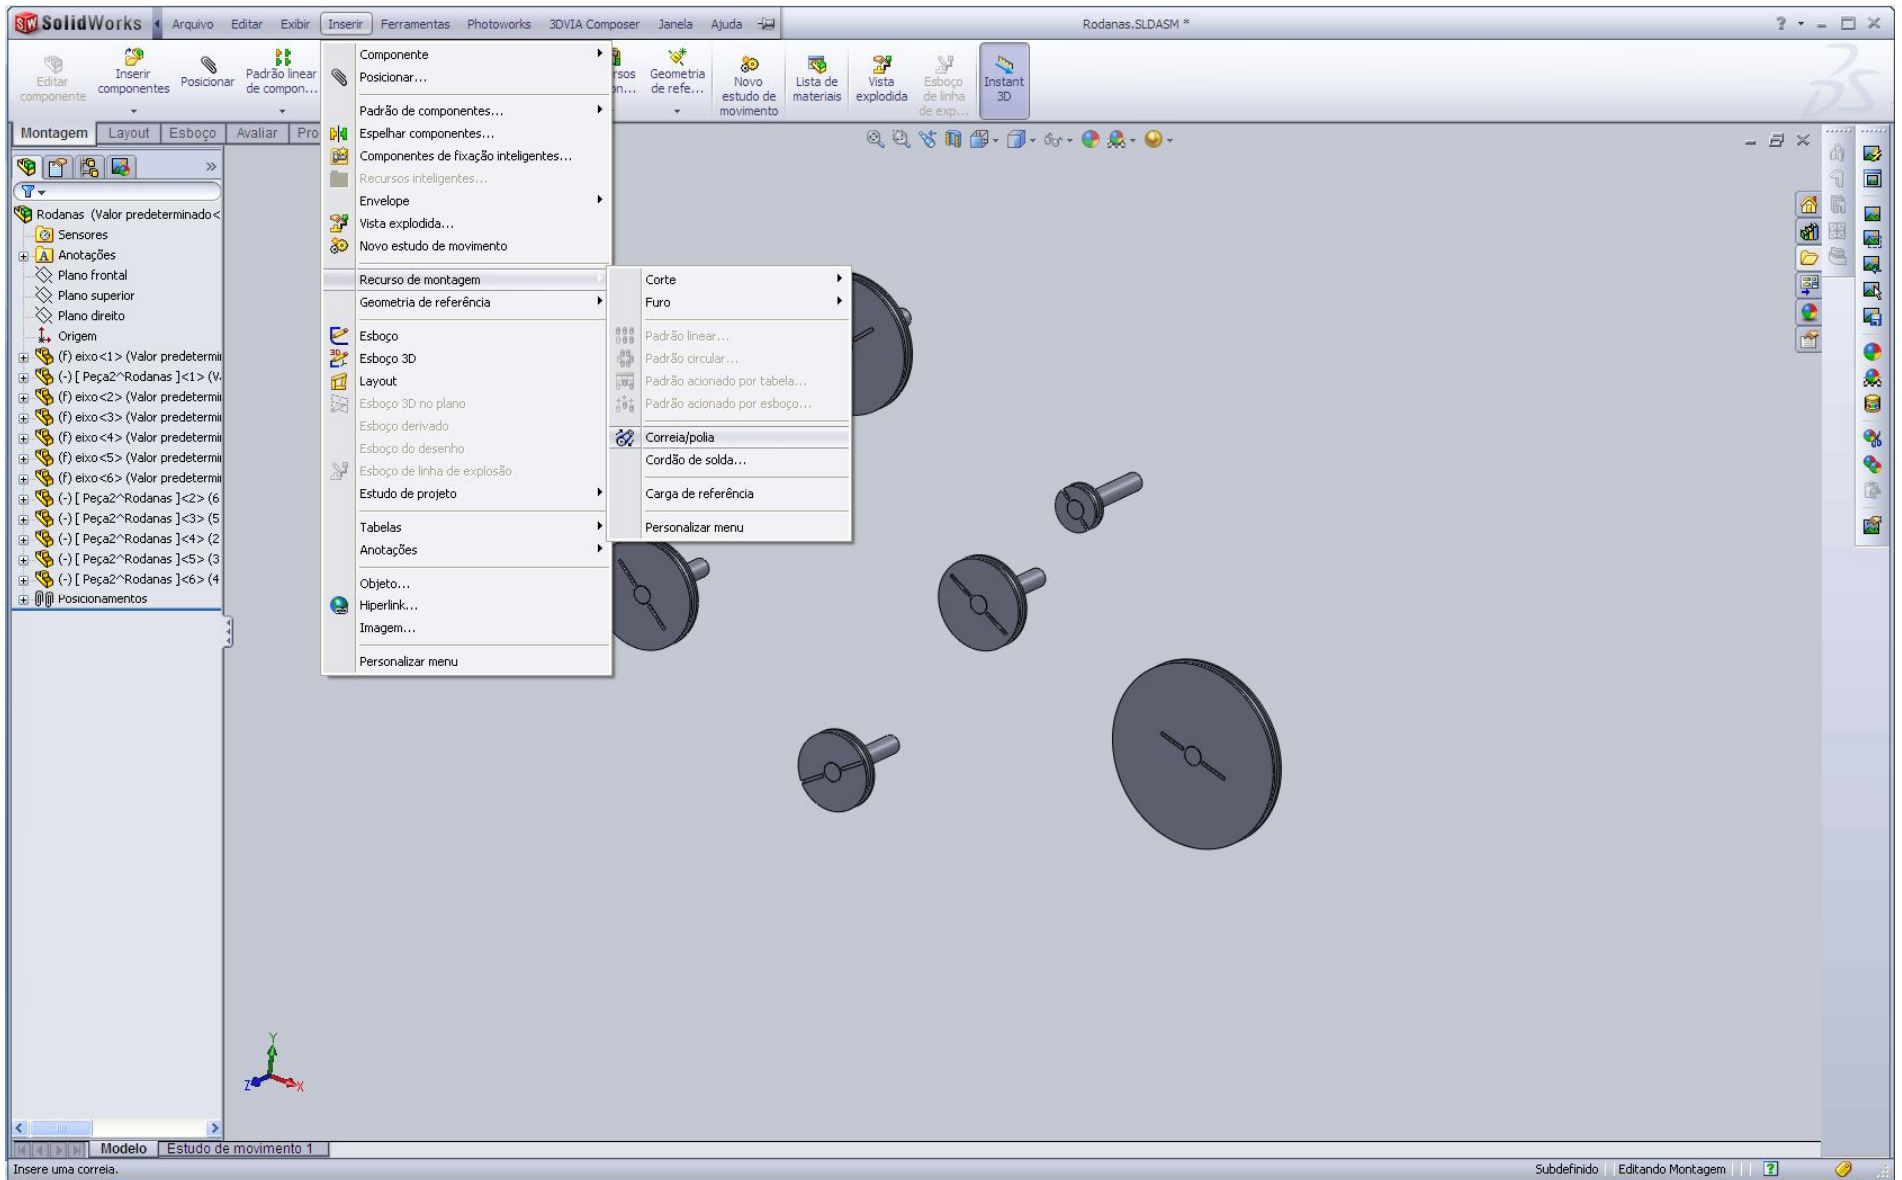 SolidWorks Arquivo Editar Exibir Inserir Ferramentas Photoworks 3DVIA Composer Janela Ajuda Rodanas.SLDASM *
Editar componente
Inserir componentes
Posicionar
Padrão linear de compon...
Geometria de refe...
Novo estudo de movimento
Lista de materiais
Vista explodida
Esboço de linha de exp...
Instant 3D
Montagem Layout Esboço Avaliar Pro
Rodanas (Valor predeterminado<
Sensores
Anotações
Plano frontal
Plano superior
Plano direito
Origem
(f) eixo<1> (Valor predetermi
(-) [ Peça2^Rodanas ]<1> (V
(f) eixo<2> (Valor predetermi
(f) eixo<3> (Valor predetermi
(f) eixo<4> (Valor predetermi
(f) eixo<5> (Valor predetermi
(f) eixo<6> (Valor predetermi
(-) [ Peça2^Rodanas ]<2> (6
(-) [ Peça2^Rodanas ]<3> (5
(-) [ Peça2^Rodanas ]<4> (2
(-) [ Peça2^Rodanas ]<5> (3
(-) [ Peça2^Rodanas ]<6> (4
Posicionamentos
Componente
Posicionar...
Padrão de componentes...
Espelhar componentes...
Componentes de fixação inteligentes...
Recursos inteligentes...
Envelope
Vista explodida...
Novo estudo de movimento
Recurso de montagem
Geometria de referência
Esboço
Esboço 3D
Layout
Esboço 3D no plano
Esboço derivado
Esboço do desenho
Esboço de linha de explosão
Estudo de projeto
Tabelas
Anotações
Objeto...
Hiperlink...
Imagem...
Personalizar menu
Corte
Furo
Padrão linear...
Padrão circular...
Padrão acionado por tabela...
Padrão acionado por esboço...
Correia/polia
Cordão de solda...
Carga de referência
Personalizar menu
Y
Z X
Modelo Estudo de movimento 1
Insere uma correia. Subdefinido Editando Montagem